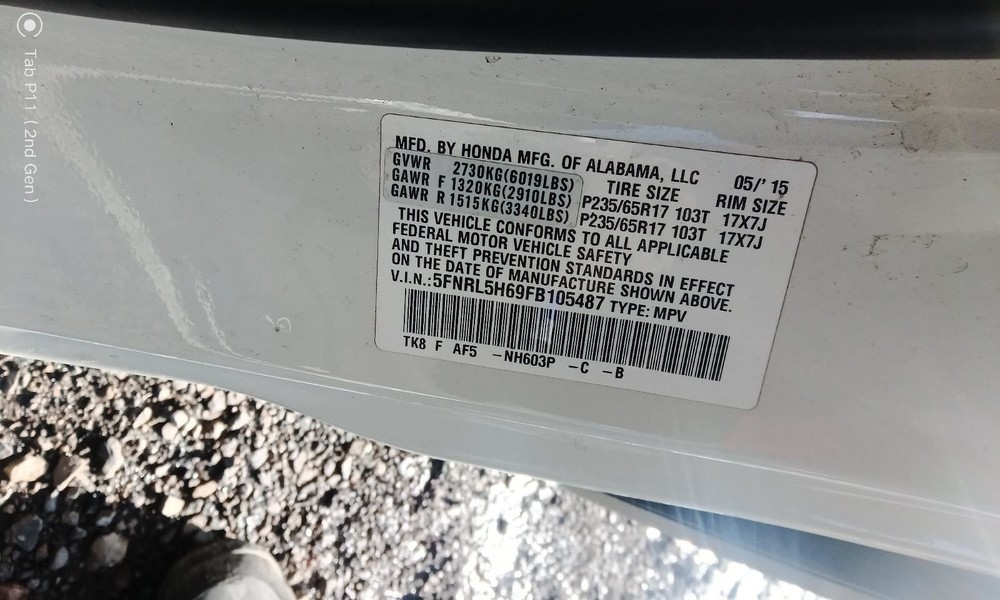 Tab P11 ( 2nd Gen)
MFD. BY HONDA MFG. OF ALABAMA, LLC 05/' 15
GVWR 2730KG(6019LBS) TIRE SIZE RIM SIZE
GAWR F 1320KG(2910LBS) P235/65R17 103T 17X7J
GAWR R 1515KG(3340LBS) P235/65R17 103T 17X7J
THIS VEHICLE CONFORMS TO ALL APPLICABLE
FEDERAL MOTOR VEHICLE SAFETY
AND THEFT PREVENTION STANDARDS IN EFFECT
ON THE DATE OF MANUFACTURE SHOWN ABOVE.
V.I.N.:5FNRL5H69FB105487 TYPE: MPV
TK8 F AF5 -NH603P -C -B